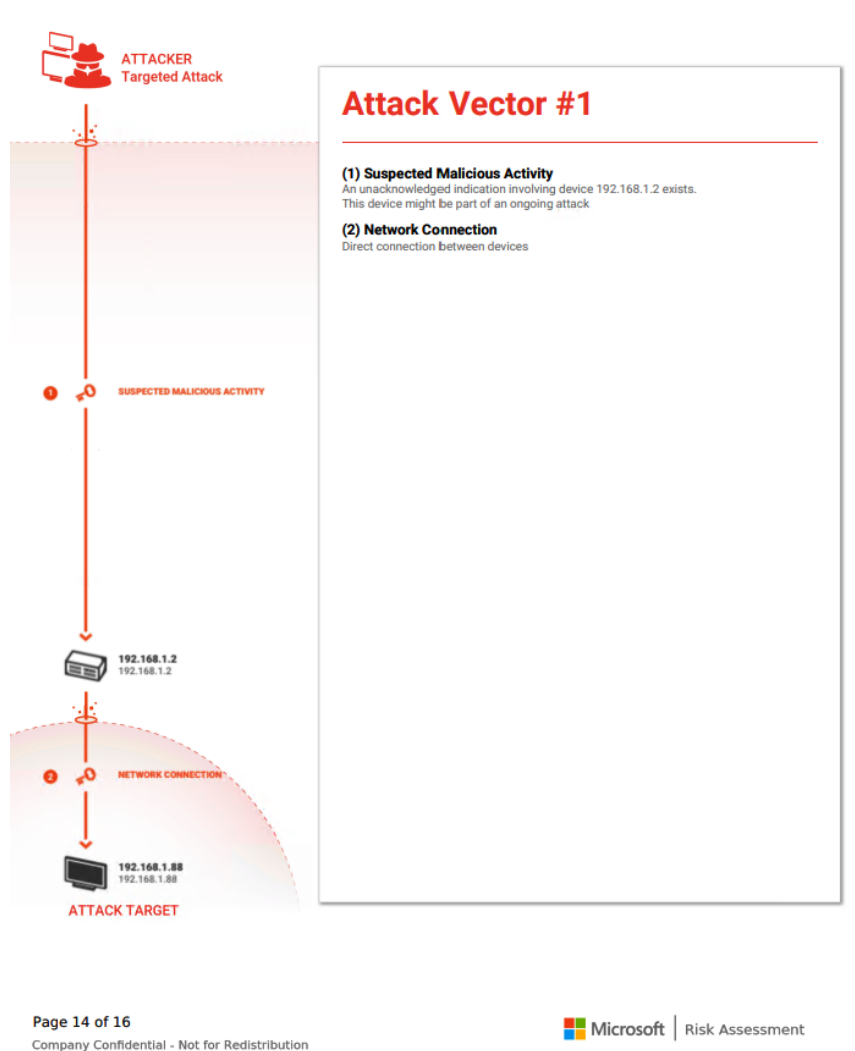 ATTACKER
Targeted Attack
Attack Vector #1
(1) Suspected Malicious Activity
An unacknowledged indication involving device 192.168.1.2 exists.
This device might be part of an ongoing attack
(2) Network Connection
Direct connection between devices
1
SUSPECTED MALICIOUS ACTIVITY
192.168.1.2
192.168.1.2
2
NETWORK CONNECTION
192.168.1.88
192.168.1.88
ATTACK TARGET
Page 14 of 16
Company Confidential - Not for Redistribution
Microsoft | Risk Assessment